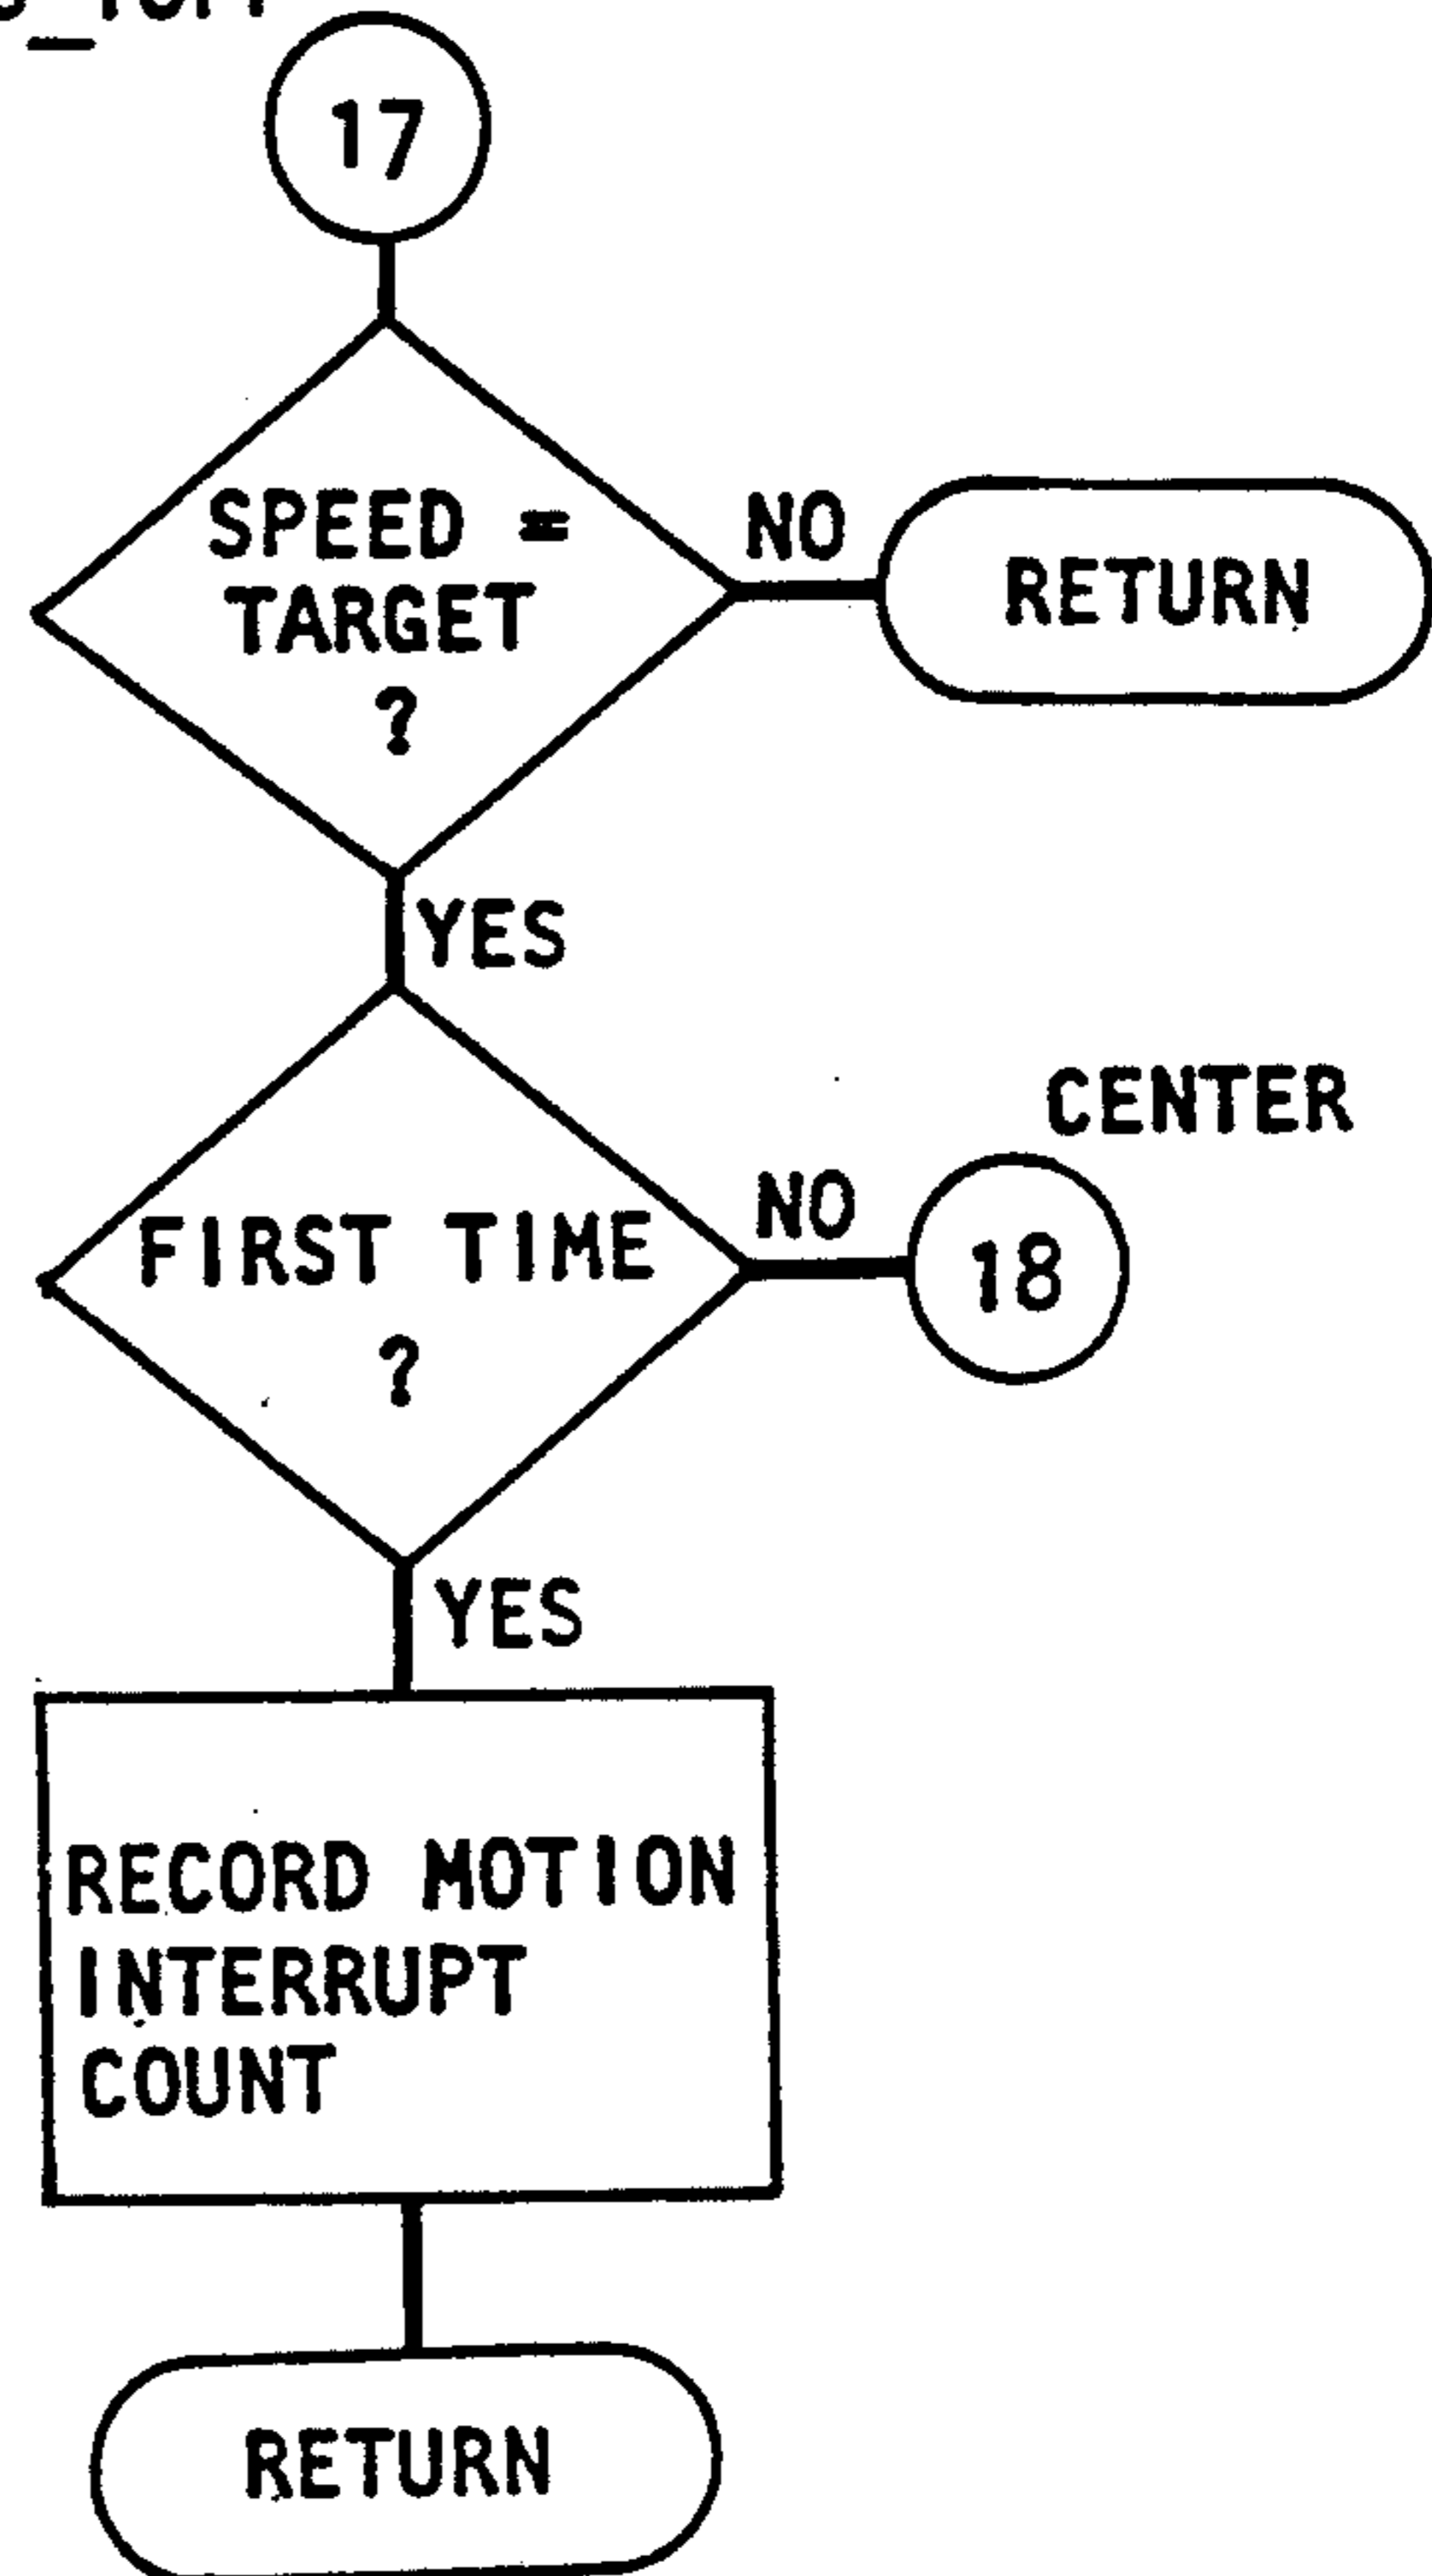 17
SPEED =
TARGET
?
NO
RETURN
YES
CENTER
FIRST TIME
?
NO
18
YES
RECORD MOTION
INTERRUPT
COUNT
RETURN